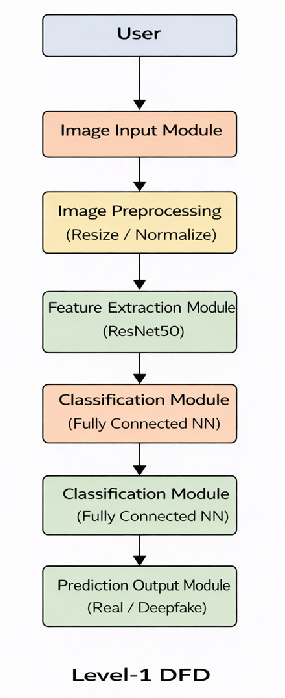 User
Image Input Module
Image Preprocessing
(Resize / Normalize)
Feature Extraction Module
(ResNet50)
Classification Module
(Fully Connected NN)
Classification Module
(Fully Connected NN)
Prediction Output Module
(Real / Deepfake)
Level-1 DFD